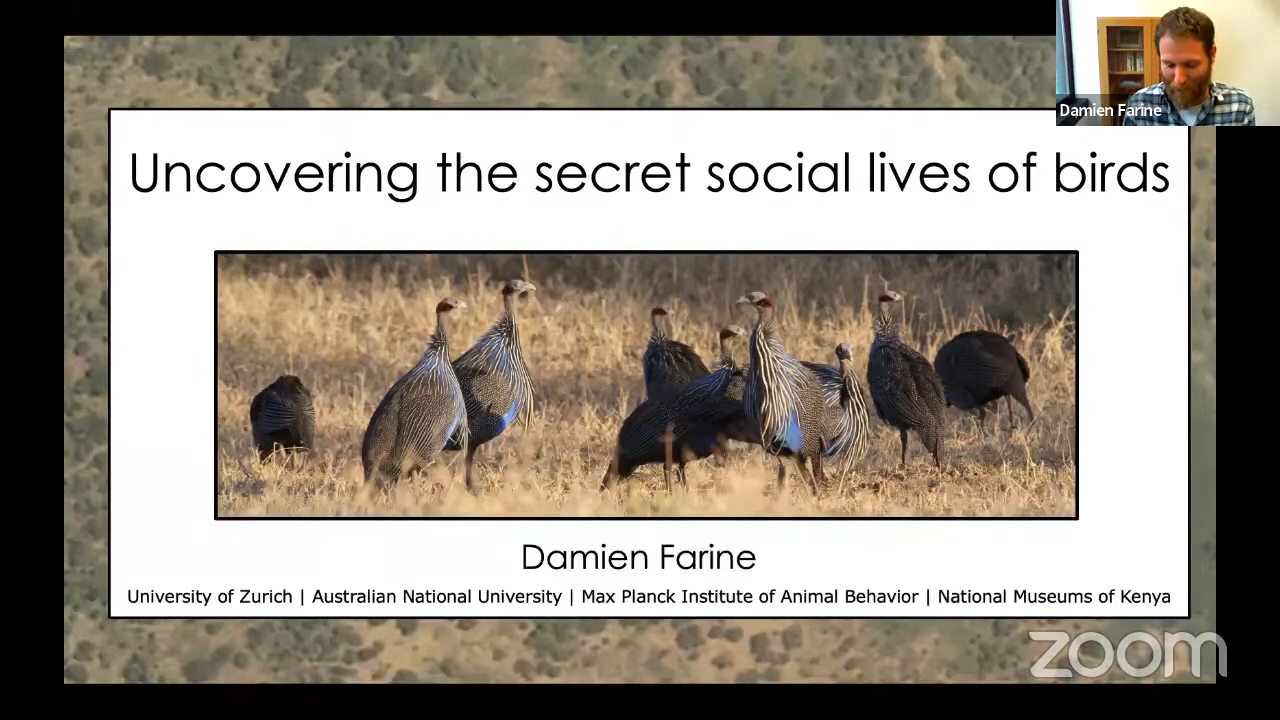 Damien Farine
Uncovering the secret social lives of birds
Damien Farine
University of Zurich | Australian National University | Max Planck Institute of Animal Behavior | National Museums of Kenya
zoom